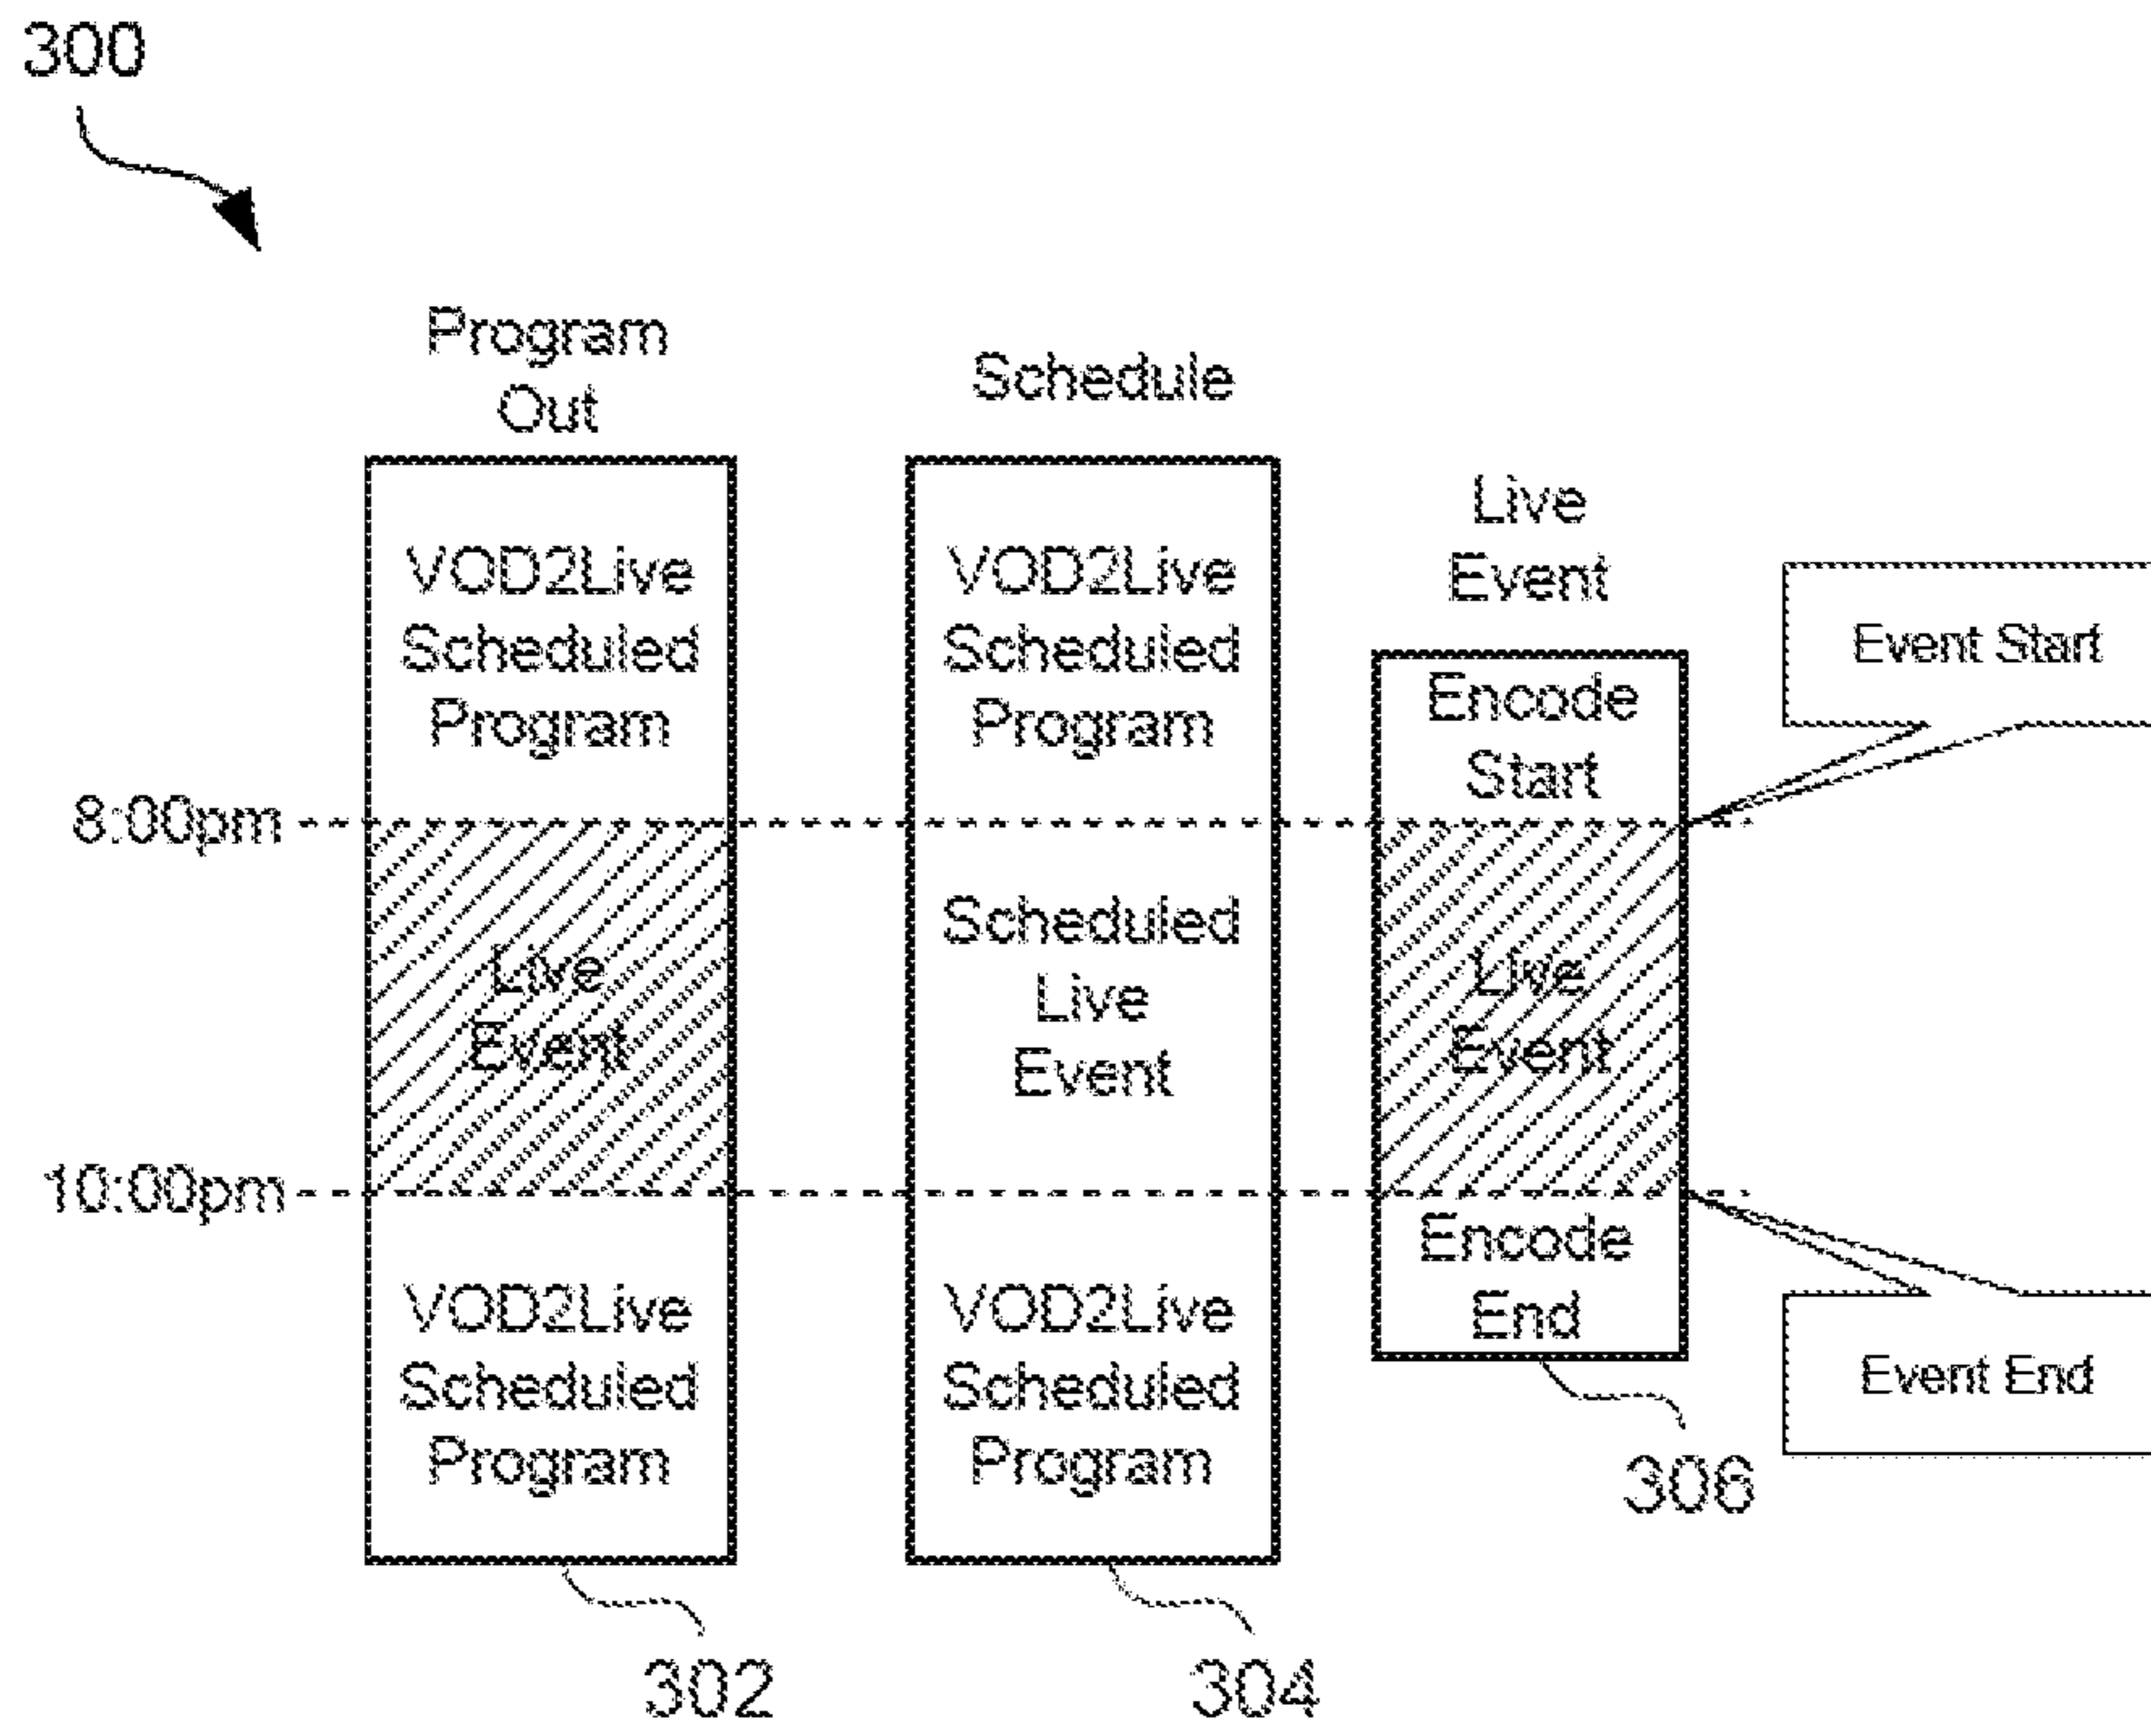 300
Program
Out
Schedule
Live
Event
VOD2Live
Scheduled
Program
VOD2Live
Scheduled
Program
Encode
Start
Event Start
8:00pm
Live
Event
Scheduled
Live
Event
Live
Event
10:00pm
VOD2Live
Scheduled
Program
VOD2Live
Scheduled
Program
Encode
End
Event End
306
302
304